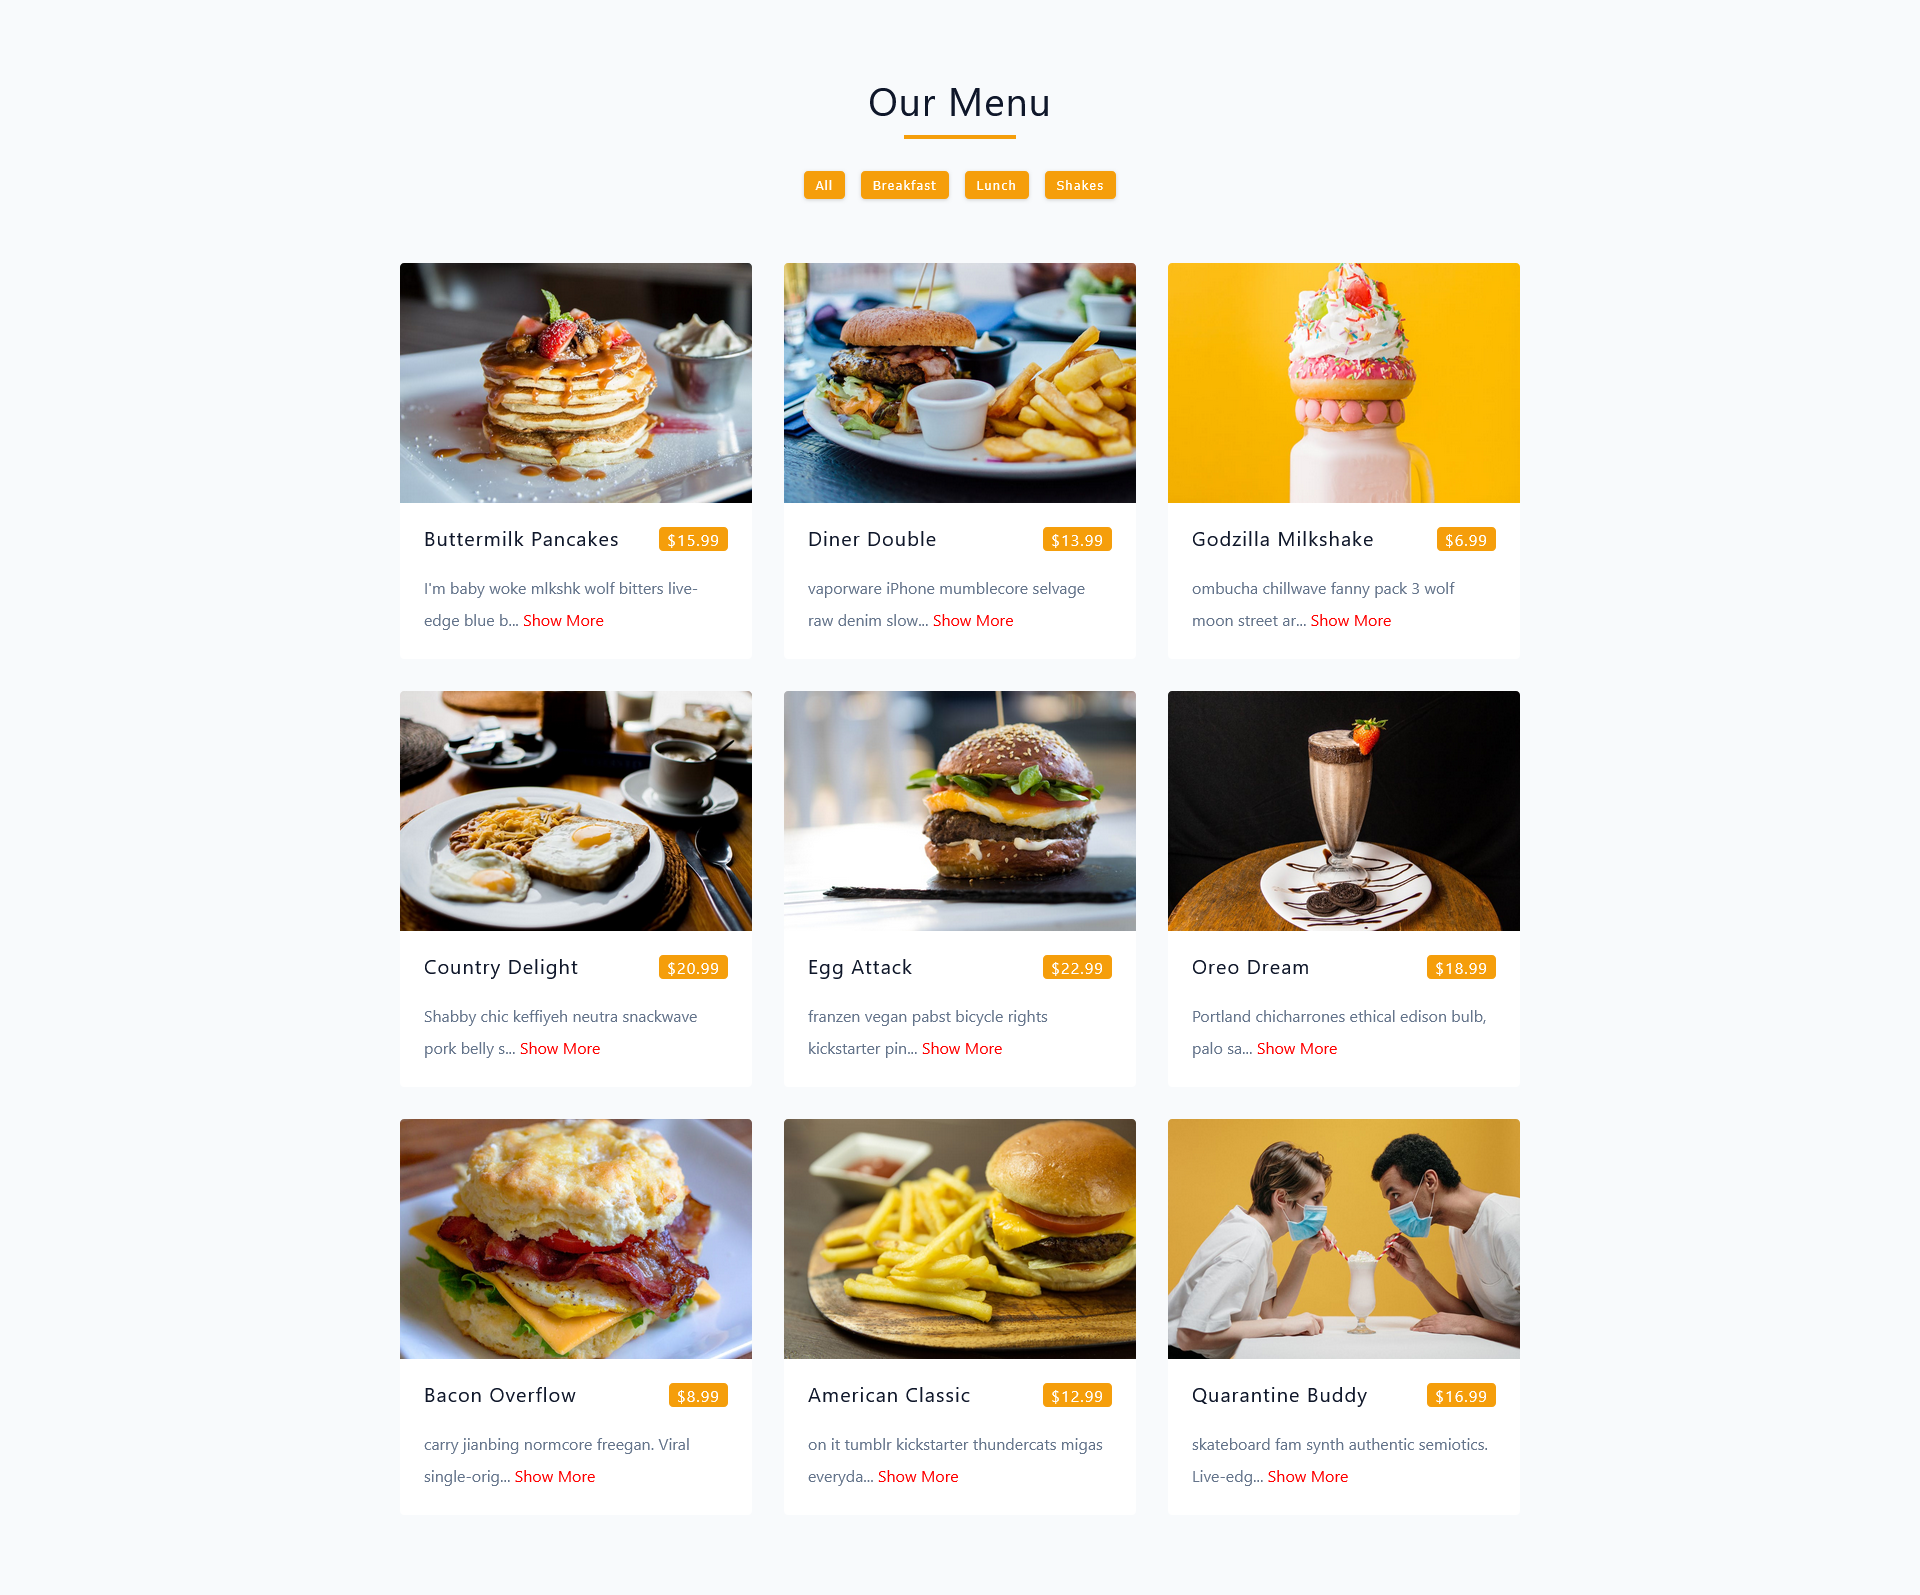 Our Menu
All
Breakfast
Lunch
Shakes
Buttermilk Pancakes
$15.99
I'm baby woke mlkshk wolf bitters live-
edge blue b... Show More
Diner Double
$13.99
vaporware iPhone mumblecore selvage
raw denim slow... Show More
Godzilla Milkshake
$6.99
ombucha chillwave fanny pack 3 wolf
moon street ar... Show More
Country Delight
$20.99
Shabby chic keffiyeh neutra snackwave
pork belly s... Show More
Egg Attack
$22.99
franzen vegan pabst bicycle rights
kickstarter pin... Show More
Oreo Dream
$18.99
Portland chicharrones ethical edison bulb,
palo sa... Show More
Bacon Overflow
$8.99
carry jianbing normcore freegan. Viral
single-orig... Show More
American Classic
$12.99
on it tumblr kickstarter thundercats migas
everyda... Show More
Quarantine Buddy
$16.99
skateboard fam synth authentic semiotics.
Live-edg... Show More